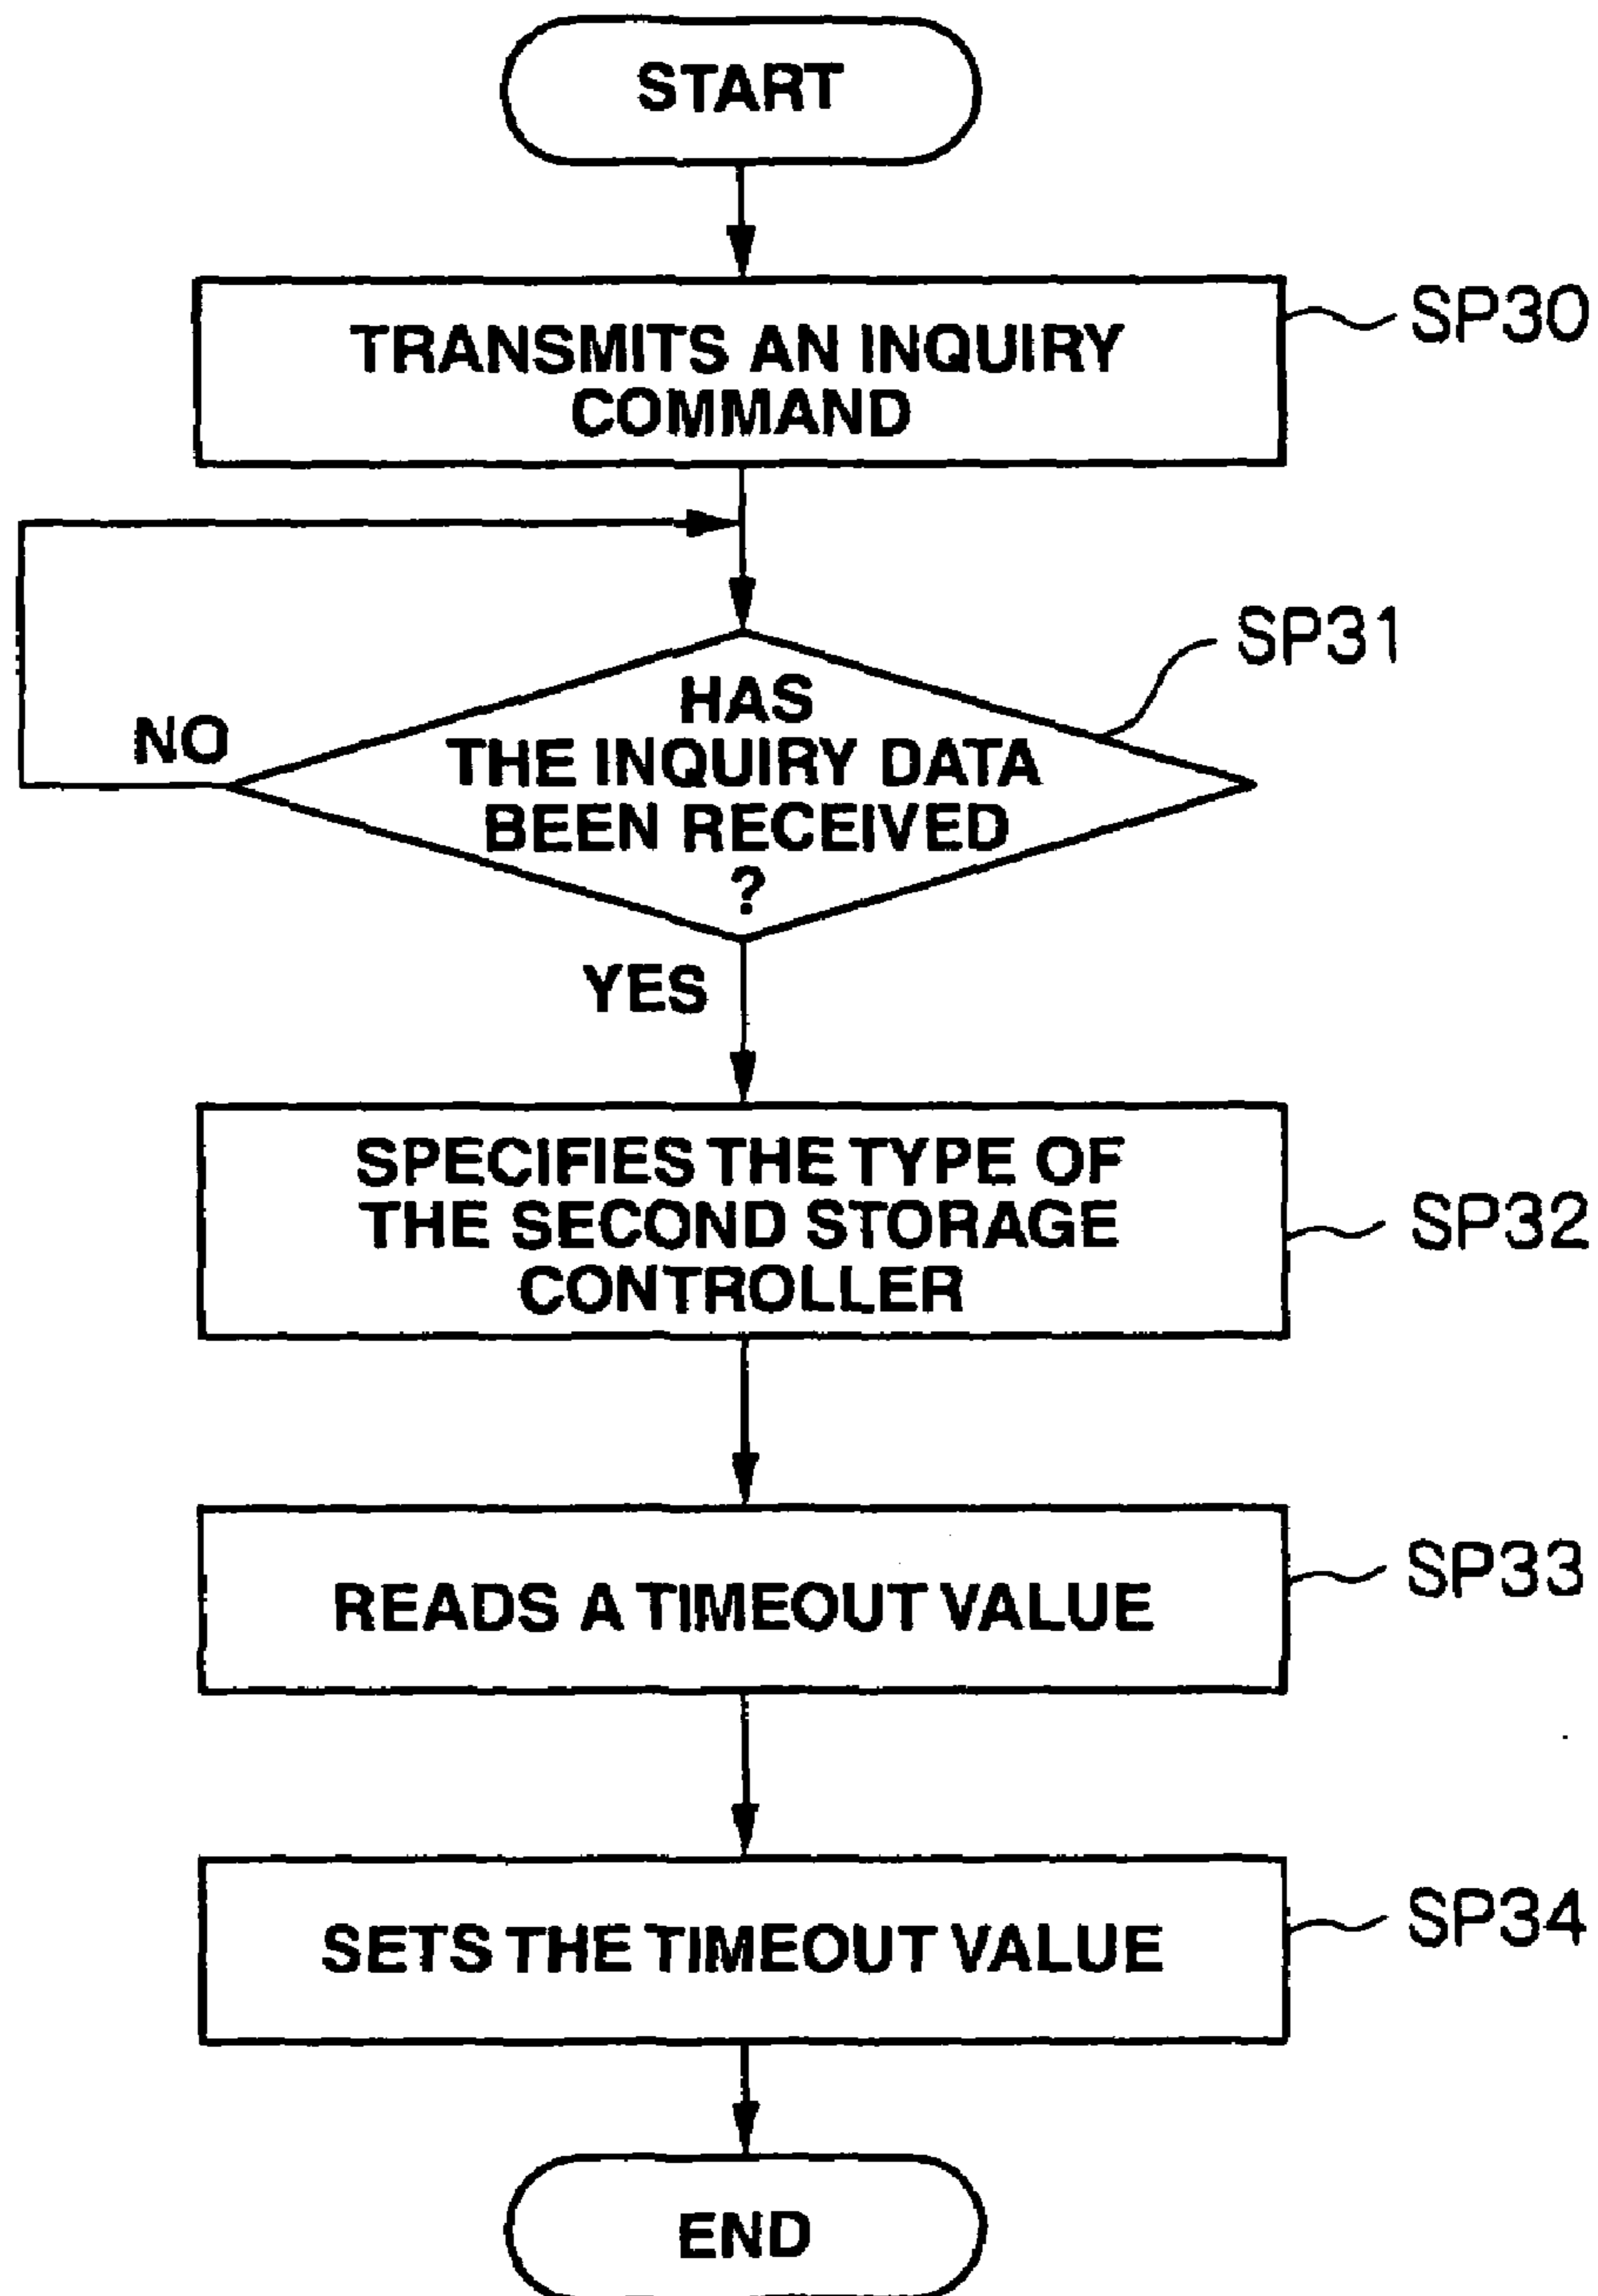 START
TRANSMITS AN INQUIRY
COMMAND
SP30
HAS
THE INQUIRY DATA
BEEN RECEIVED
?
SP31
NO
YES
SPECIFIES THE TYPE OF
THE SECOND STORAGE
CONTROLLER
SP32
READS A TIMEOUT VALUE
SP33
SETS THE TIMEOUT VALUE
SP34
END